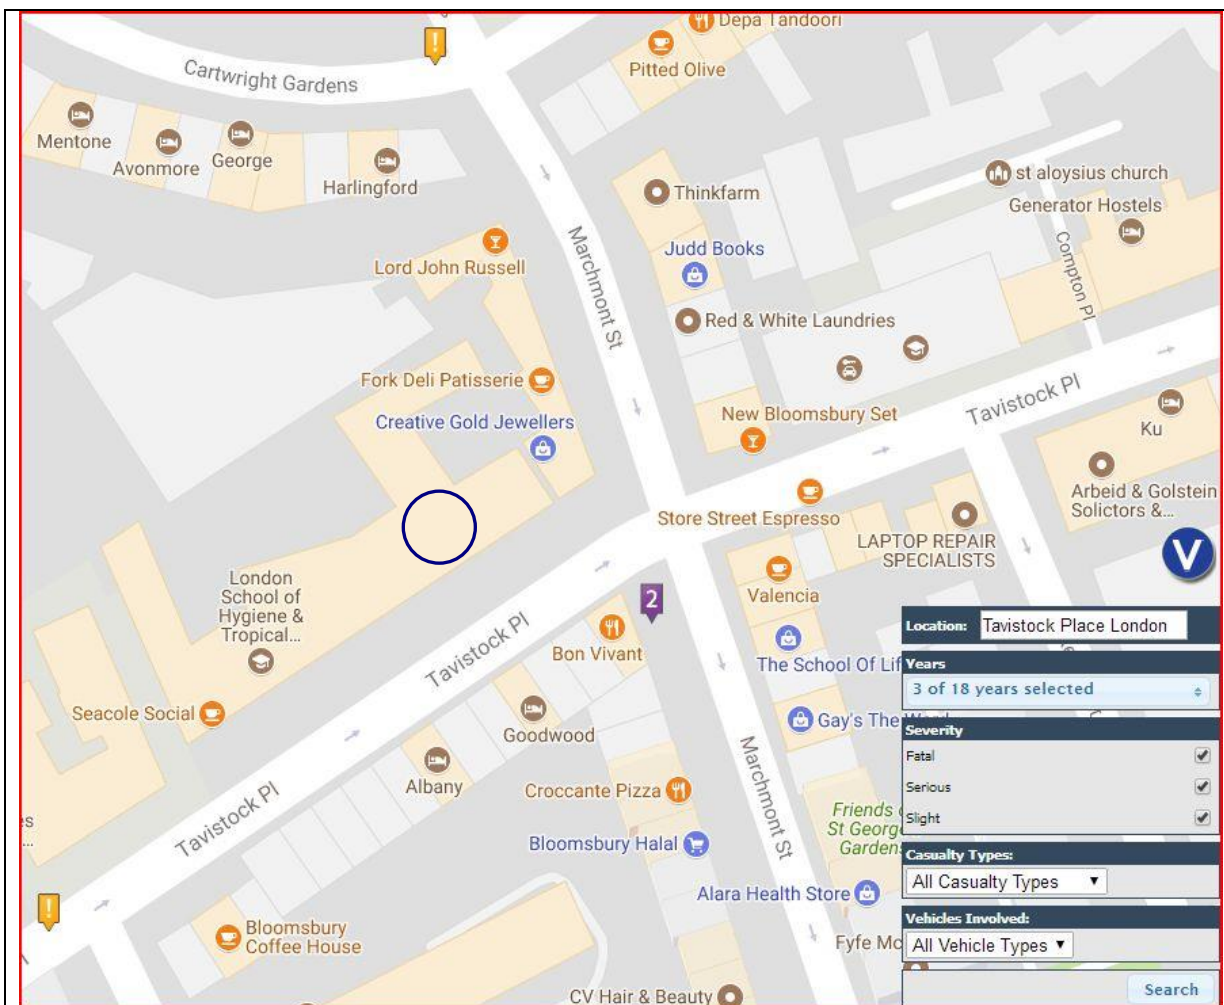 Depa Tandoori
Pitted Olive
Cartwright Gardens
Mentone
Avonmore
George
Harlingford
Thinkfarm
st aloysius church
Generator Hostels
Compton Pl
Judd Books
Lord John Russell
Marchmont St
Red & White Laundries
Fork Deli Patisserie
Creative Gold Jewellers
New Bloomsbury Set
Tavistock Pl
Ku
Arbeid & Golstein
Solictors &...
Store Street Espresso
LAPTOP REPAIR
SPECIALISTS
V
London
School of
Hygiene &
Tropical...
2
Valencia
Bon Vivant
Tavistock Pl
The School Of Lif
Seacole Social
Goodwood
Gay's The
Albany
Croccante Pizza
Marchmont St
Tavistock Pl
Bloomsbury Halal
Friends
St George
Gardens
Alara Health Store
Bloomsbury
Coffee House
Fyfe Mc
CV Hair & Beauty
Location: Tavistock Place London
Years
3 of 18 years selected
Severity
Fatal
Serious
Slight
Casualty Types:
All Casualty Types
Vehicles Involved:
All Vehicle Types
Search